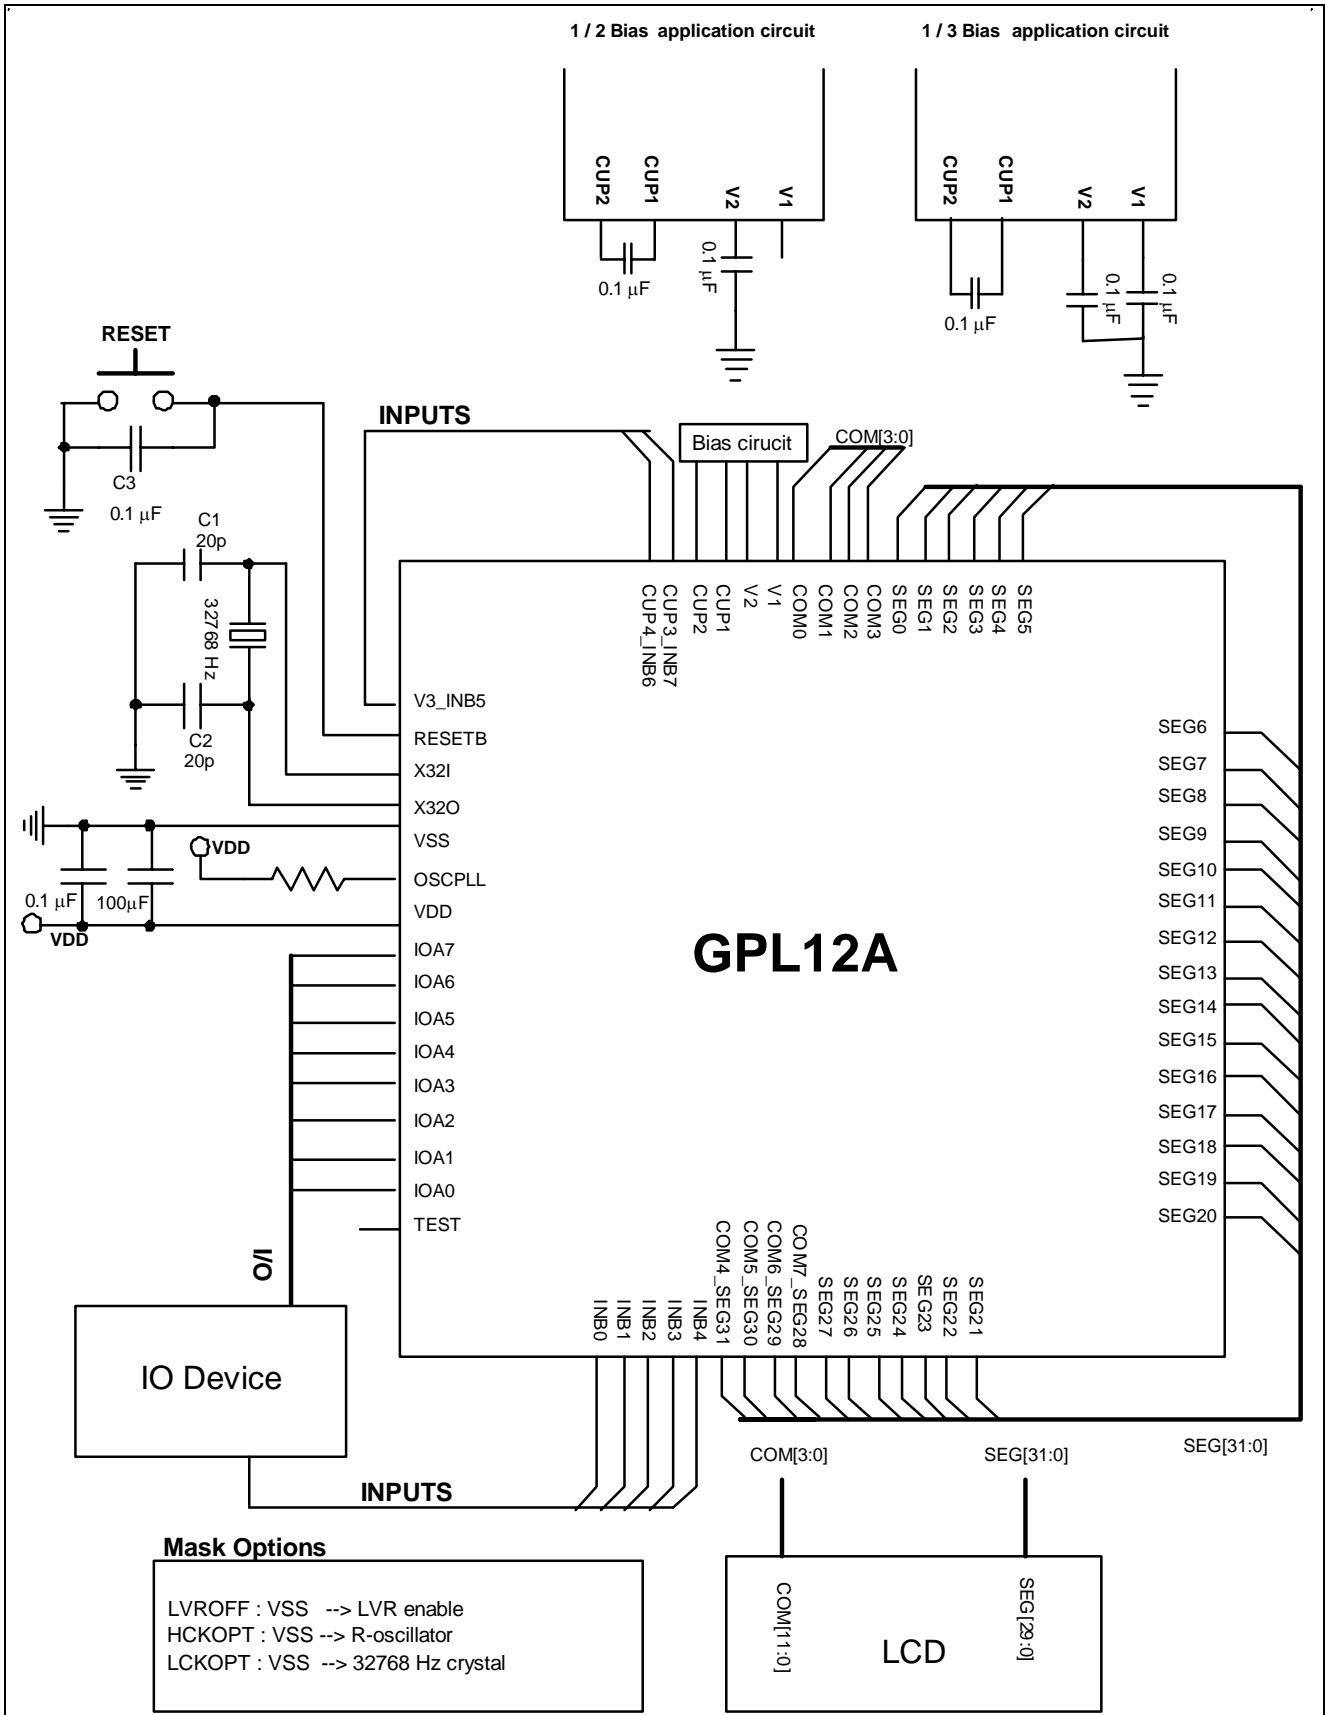 1 / 2 Bias application circuit
1 / 3 Bias application circuit
CUP2
CUP1
V2
V1
CUP2
CUP1
V2
V1
0.1 μF
0.1 μF
0.1 μF
0.1 μF
0.1 μF
RESET
C3
0.1 μF
INPUTS
Bias cirucit
COM[3:0]
C1
20p
32768 Hz
C2
20p
CUP4_INB6
CUP3_INB7
CUP2
CUP1
V2
V1
COM0
COM1
COM2
COM3
SEG0
SEG1
SEG2
SEG3
SEG4
SEG5
V3_INB5
RESETB
X32I
X32O
VSS
OSCPLL
VDD
IOA7
IOA6
IOA5
IOA4
IOA3
IOA2
IOA1
IOA0
TEST
VDD
0.1 μF
100μF
VDD
GPL12A
SEG6
SEG7
SEG8
SEG9
SEG10
SEG11
SEG12
SEG13
SEG14
SEG15
SEG16
SEG17
SEG18
SEG19
SEG20
I/O
INB0
INB1
INB2
INB3
INB4
COM4_SEG31
COM5_SEG30
COM6_SEG29
COM7_SEG28
SEG27
SEG26
SEG25
SEG24
SEG23
SEG22
SEG21
IO Device
INPUTS
COM[3:0]
SEG[31:0]
SEG[31:0]
Mask Options
LVROFF : VSS --> LVR enable
HCKOPT : VSS --> R-oscillator
LCKOPT : VSS --> 32768 Hz crystal
COM[11:0]
SEG[29:0]
LCD